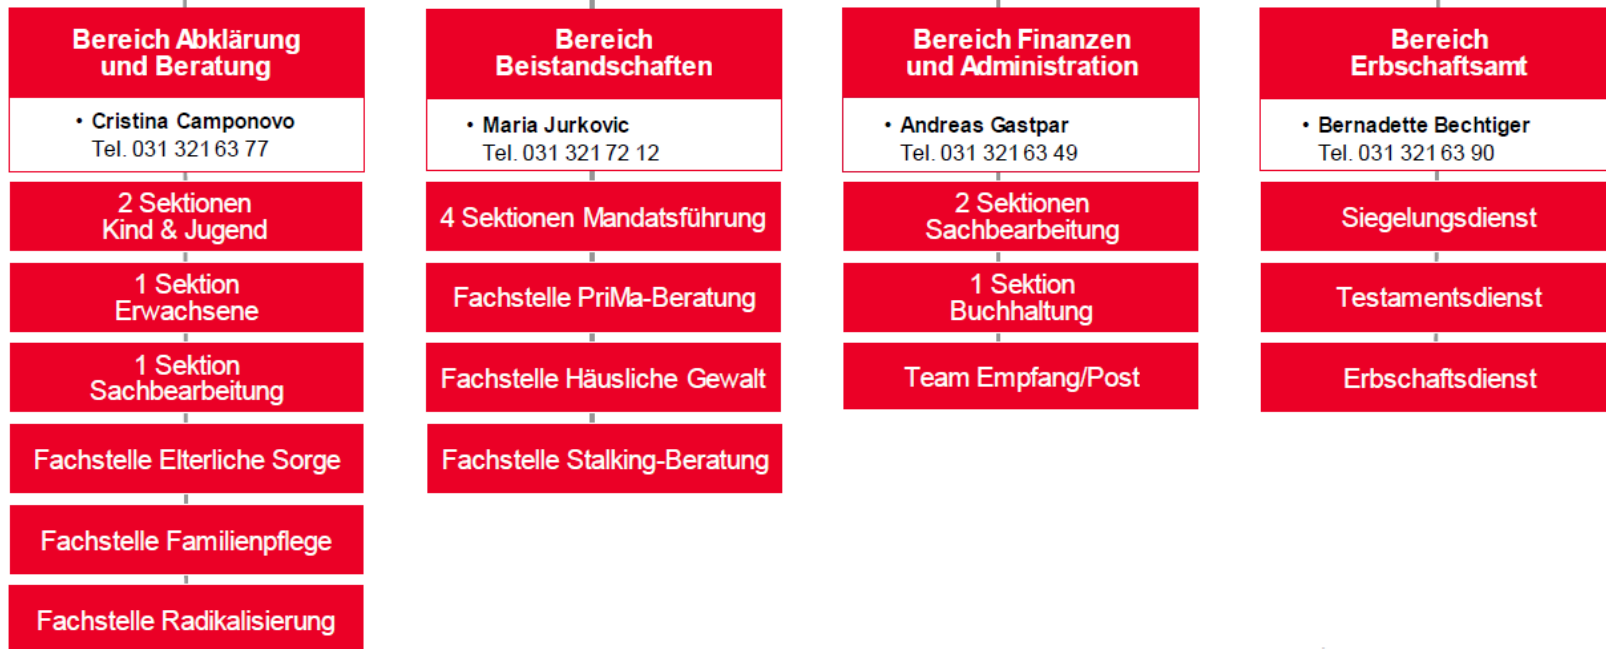 Bereich Abklärung
und Beratung
• Cristina Camponovo
Tel. 031 321 63 77
2 Sektionen
Kind & Jugend
1 Sektion
Erwachsene
1 Sektion
Sachbearbeitung
Fachstelle Elterliche Sorge
Fachstelle Familienpflege
Fachstelle Radikalisierung
Bereich
Beistandschaften
• Maria Jurkovic
Tel. 031 321 72 12
4 Sektionen Mandatsführung
Fachstelle PriMa-Beratung
Fachstelle Häusliche Gewalt
Fachstelle Stalking-Beratung
Bereich Finanzen
und Administration
• Andreas Gastpar
Tel. 031 321 63 49
2 Sektionen
Sachbearbeitung
1 Sektion
Buchhaltung
Team Empfang/Post
Bereich
Erbschaftsamt
• Bernadette Bechtiger
Tel. 031 321 63 90
Siegelungsdienst
Testamentsdienst
Erbschaftsdienst